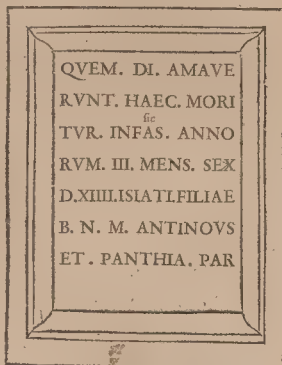 QVEM. DI. AMAVE
RVNT. HAEC. MORI
sic
TVR. INFAS. ANNO
RVM. III. MENS. SEX
D.XIIII.ISIATI.FILIAE
B. N. M. ANTINOVS
ET. PANTHIA. PAR